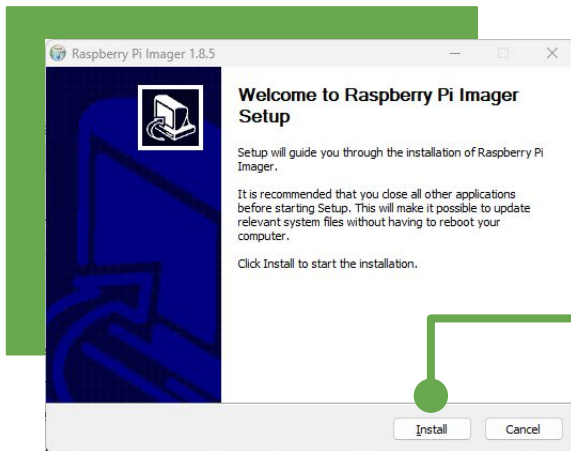 Raspberry Pi Imager 1.8.5
Welcome to Raspberry Pi Imager
Setup
Setup will guide you through the installation of Raspberry Pi
Imager.
It is recommended that you close all other applications
before starting Setup. This will make it possible to update
relevant system files without having to reboot your
computer.
Click Install to start the installation.
Install
Cancel